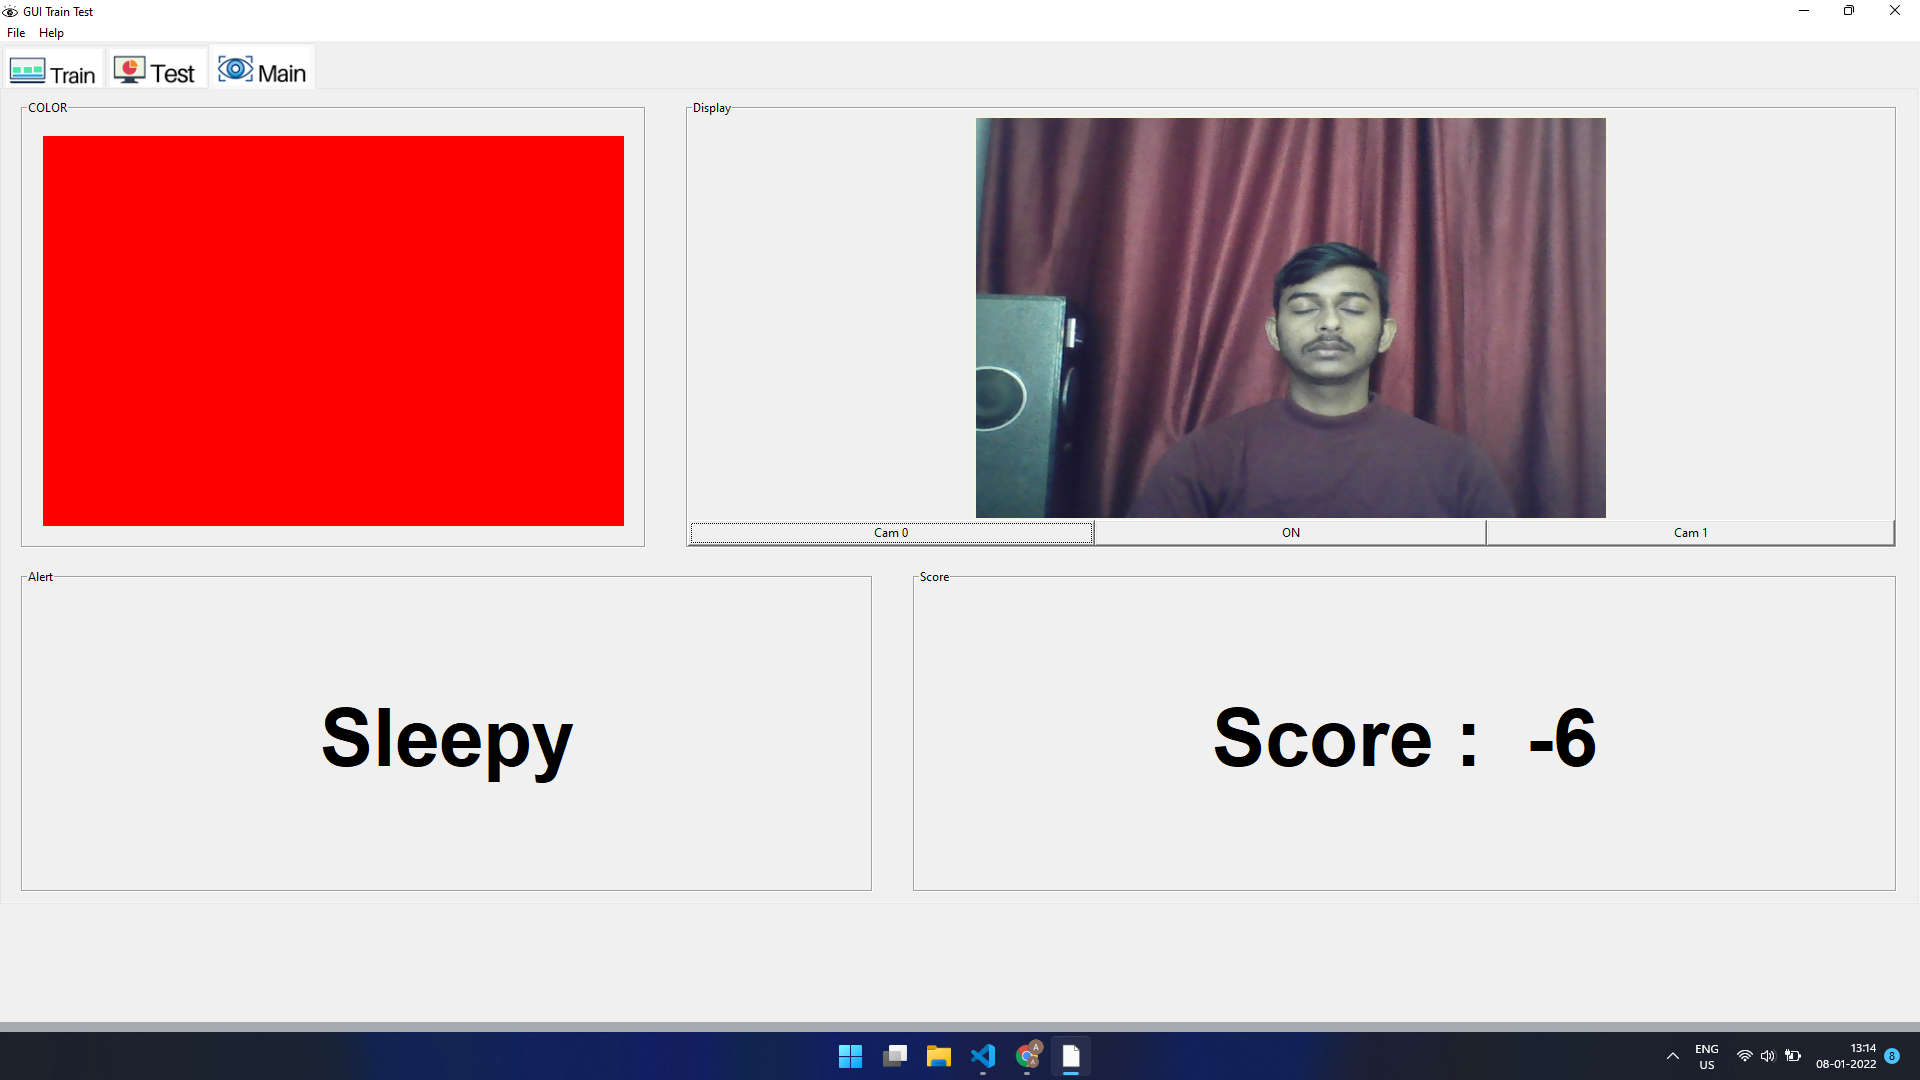 GUI Train Test
File Help
Train Test Main
COLOR
Display
Cam 0 ON Cam 1
Alert
Sleepy
Score
Score : -6
ENG
US
13:14
08-01-2022
8
A
A